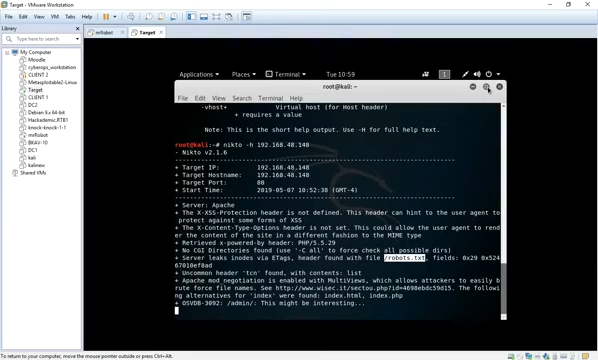 Target - VMware Workstation
File Edit View VM Tabs Help
Library
Type here to search
My Computer
Moodle
cyberops_workstation
CLIENT 2
Metasploitable2-Linux
Target
CLIENT 1
DC2
Debian 9.x 64-bit
Hackademic.RTB1
knock-knock-1-1
mrRobot
BKAV-10
DC1
kali
kalinew
Shared VMs
mrRobot
Target
Applications Places Terminal Tue 10:59 1
root@kali: ~
File Edit View Search Terminal Help
-vhost+ Virtual host (for Host header)
+ requires a value
Note: This is the short help output. Use -H for full help text.
root@kali:~# nikto -h 192.168.48.148
- Nikto v2.1.6
---------------------------------------------------------------------------
+ Target IP: 192.168.48.148
+ Target Hostname: 192.168.48.148
+ Target Port: 80
+ Start Time: 2019-05-07 10:52:38 (GMT-4)
---------------------------------------------------------------------------
+ Server: Apache
+ The X-XSS-Protection header is not defined. This header can hint to the user agent to
protect against some forms of XSS
+ The X-Content-Type-Options header is not set. This could allow the user agent to rend
er the content of the site in a different fashion to the MIME type
+ Retrieved x-powered-by header: PHP/5.5.29
+ No CGI Directories found (use '-C all' to force check all possible dirs)
+ Server leaks inodes via ETags, header found with file /robots.txt, fields: 0x29 0x524
67010ef8ad
+ Uncommon header 'tcn' found, with contents: list
+ Apache mod_negotiation is enabled with MultiViews, which allows attackers to easily b
rute force file names. See http://www.wisec.it/sectou.php?id=4698ebdc59d15. The followi
ng alternatives for 'index' were found: index.html, index.php
+ OSVDB-3092: /admin/: This might be interesting...
To return to your computer, move the mouse pointer outside or press Ctrl+Alt.